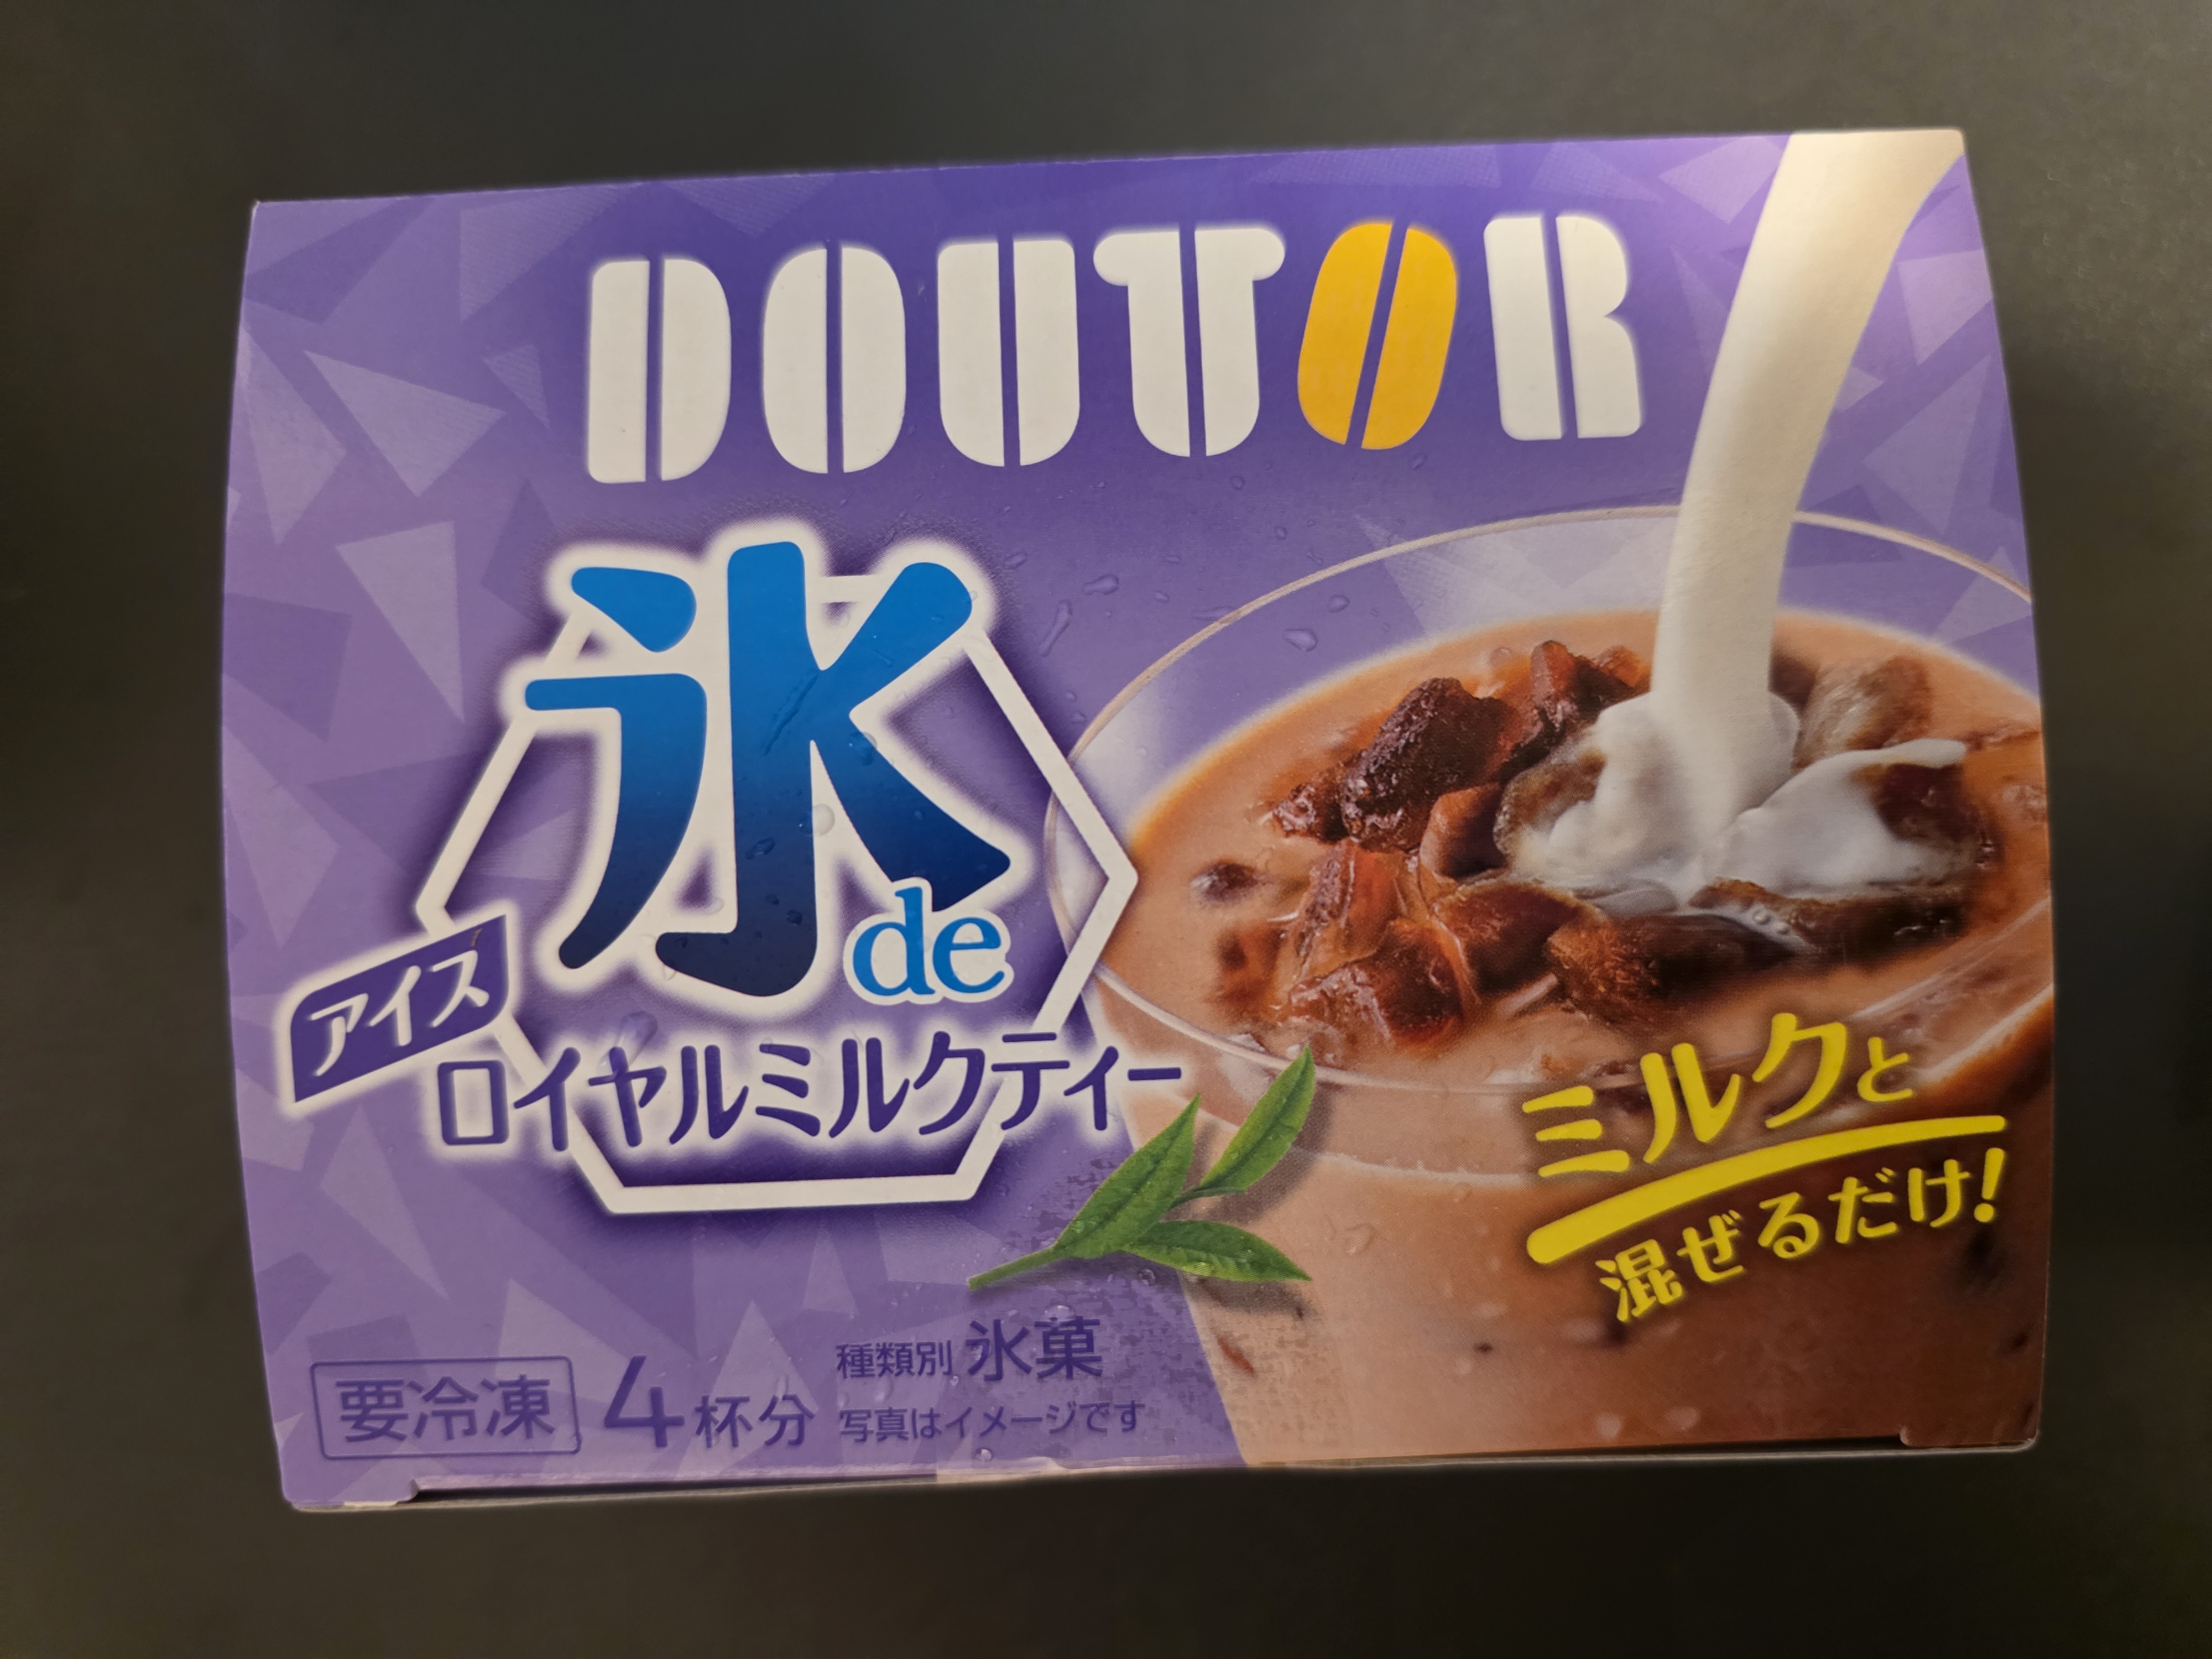 DOUTOR
氷de
アイス
ロイヤルミルクティー
ミルクと
混ぜるだけ!
要冷凍 4杯分
種類別 氷菓
写真はイメージです